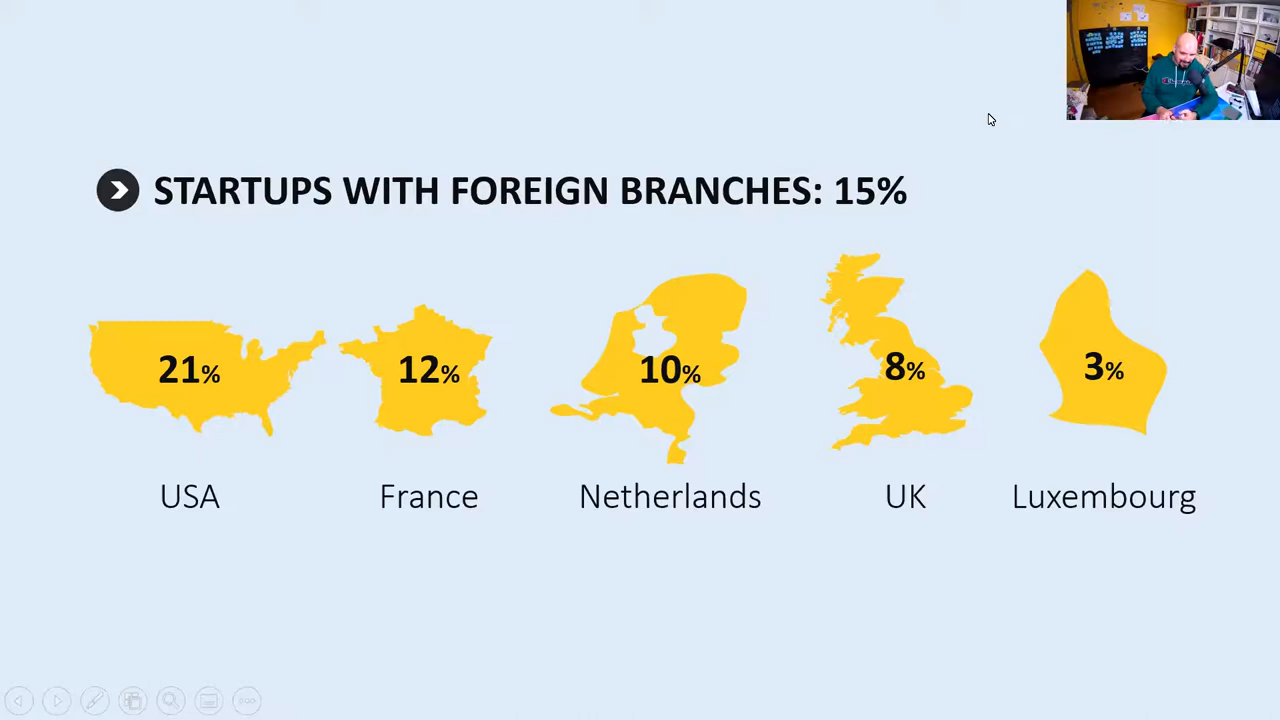 STARTUPS WITH FOREIGN BRANCHES: 15%
21% 12% 10% 8% 3%
USA France Netherlands UK Luxembourg